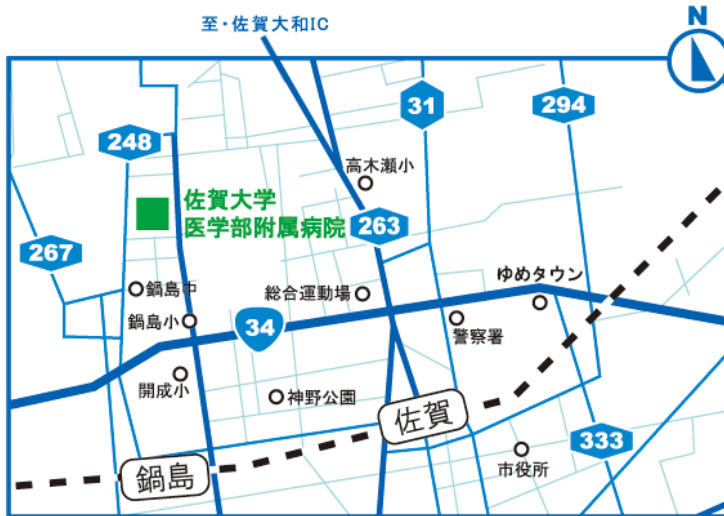 至・佐賀大和IC
N
31
294
248
高木瀬小
佐賀大学
医学部附属病院
263
267
鍋島中
総合運動場
ゆめタウン
鍋島小
34
警察署
開成小
神野公園
佐賀
333
鍋島
市役所